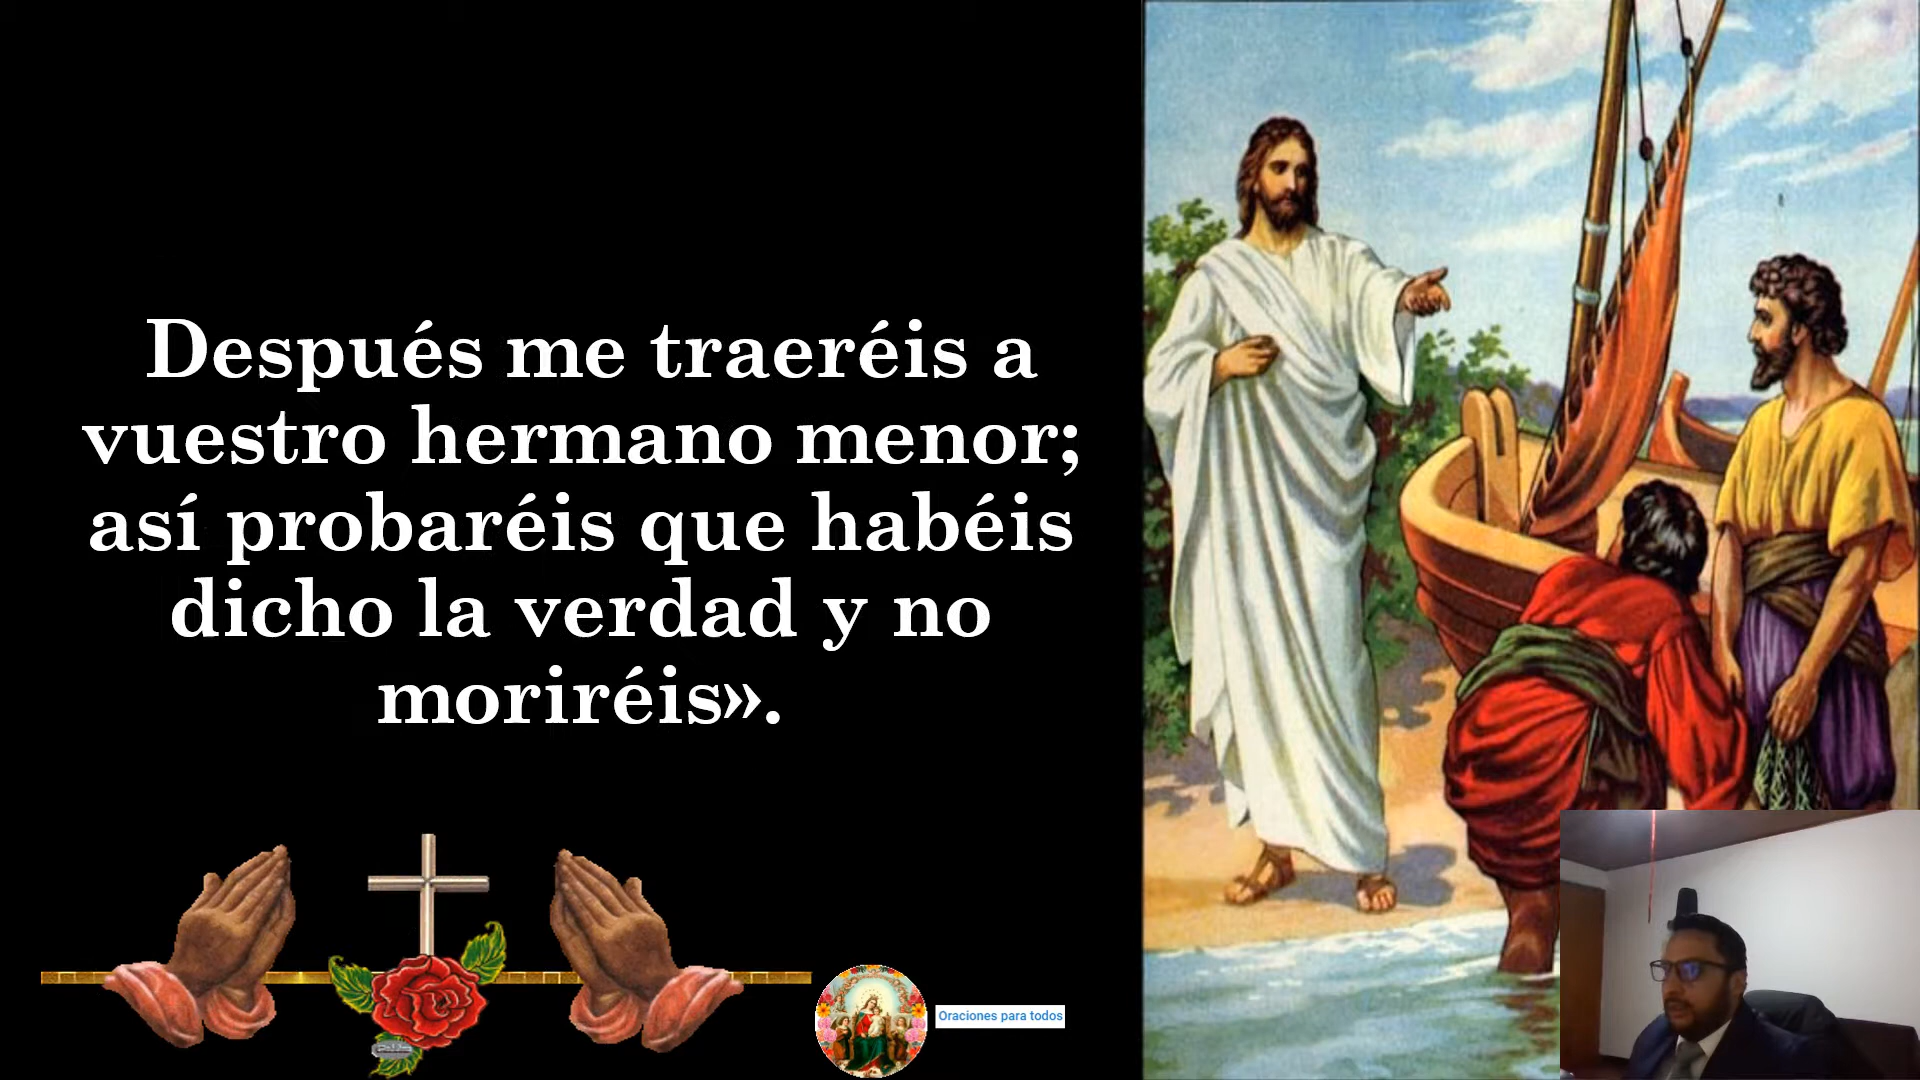 Después me traeréis a
vuestro hermano menor;
así probaréis que habéis
dicho la verdad y no
moriréis».
Oraciones para todos